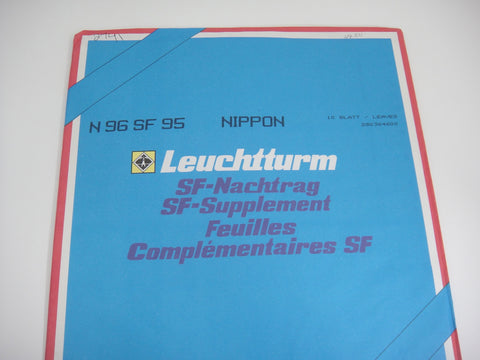 N 96 SF 95 NIPPON
Leuchtturm
SF-Nachtrag
SF-Supplement
Feuilles
Complémentaires SF